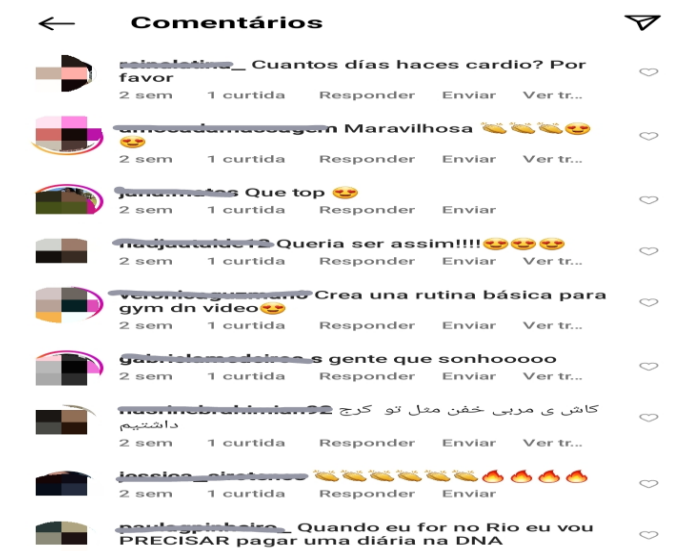 Comentários
_ Cuantos días haces cardio? Por
favor
2 sem 1 curtida Responder Enviar Ver tr...
Maravilhosa 👏👏👏😍
😍
2 sem 1 curtida Responder Enviar Ver tr...
Que top 😍
2 sem 1 curtida Responder Enviar
Queria ser assim!!!!😍😍😍
2 sem 1 curtida Responder Enviar Ver tr...
Crea una rutina básica para
gym dn video😍
2 sem 1 curtida Responder Enviar Ver tr...
s gente que sonhooooo
2 sem 1 curtida Responder Enviar Ver tr...
کاش ی مربی خفن مثل تو کرج
داشتیم
2 sem 1 curtida Responder Enviar Ver tr...
👏👏👏👏👏👏🔥🔥🔥🔥
2 sem 1 curtida Responder Enviar
_ Quando eu for no Rio eu vou
PRECISAR pagar uma diária na DNA